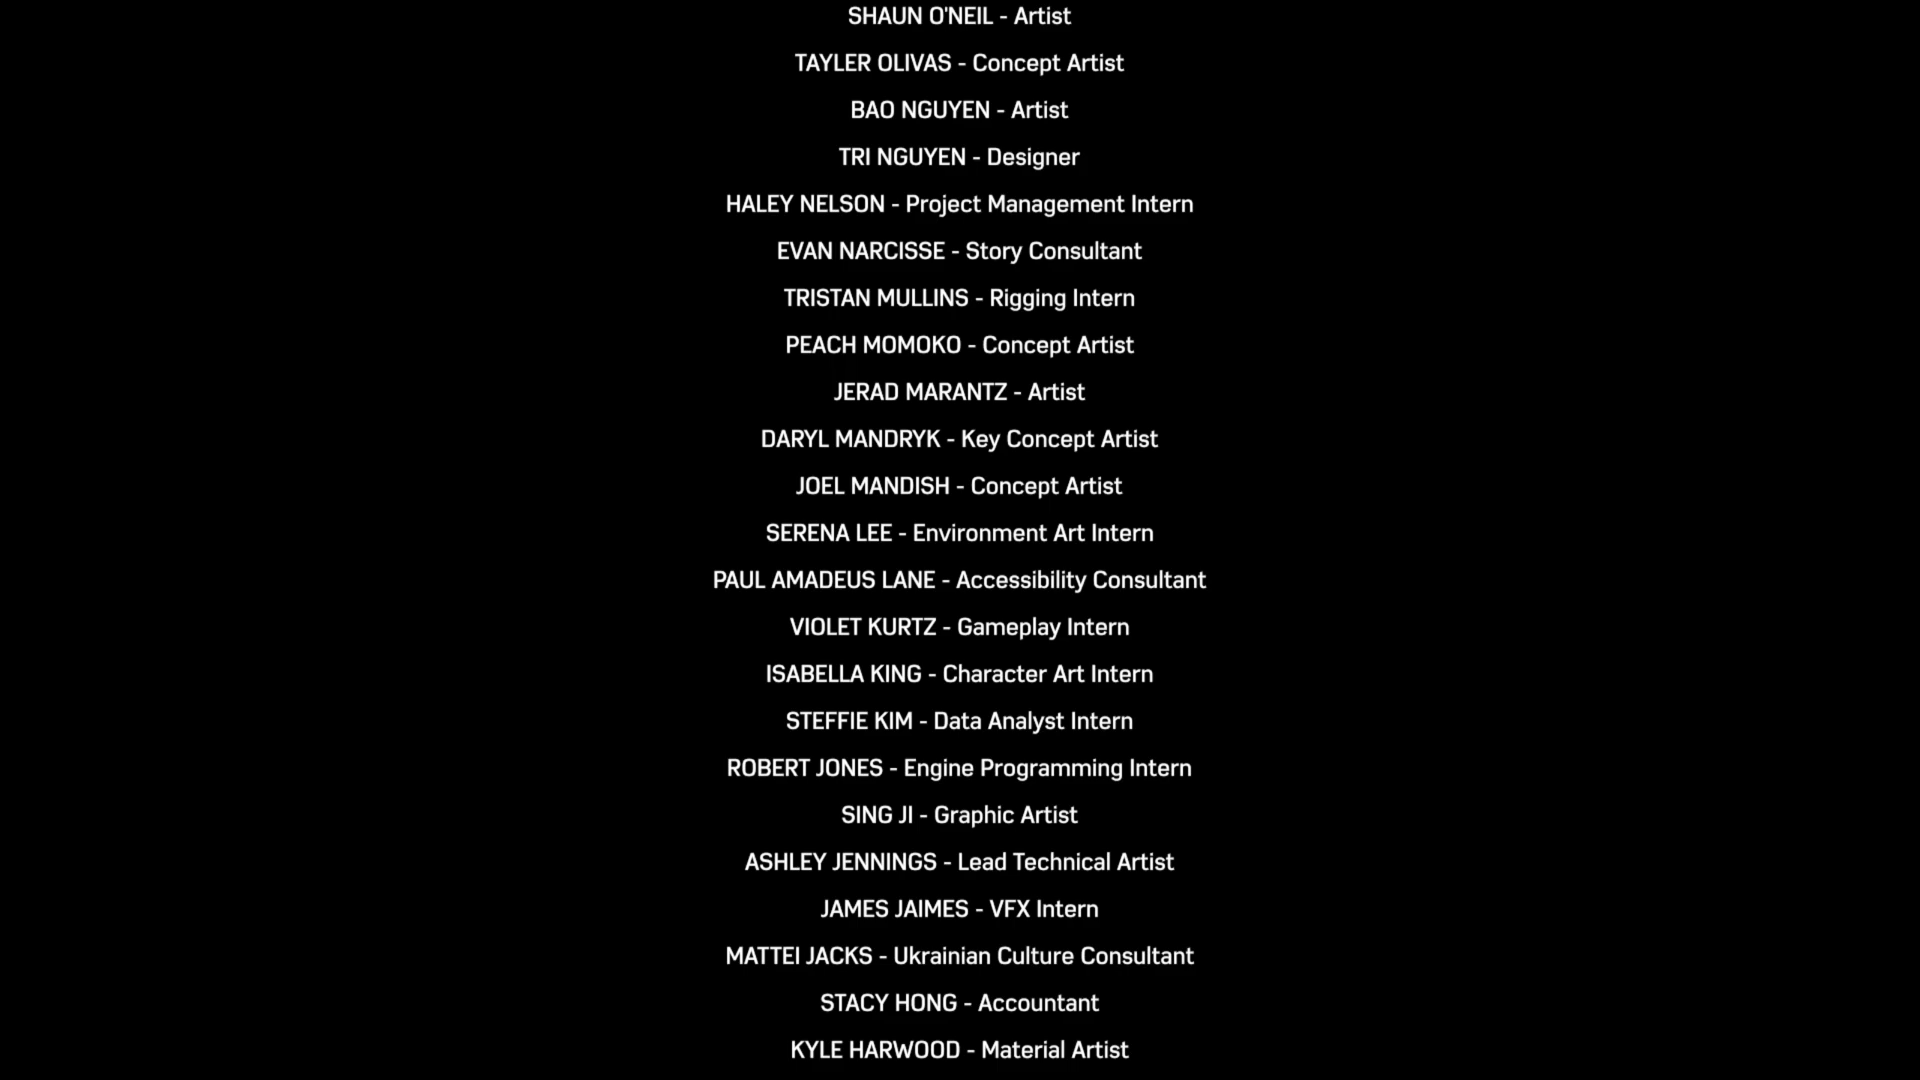 SHAUN O'NEIL - Artist
TAYLER OLIVAS - Concept Artist
BAO NGUYEN - Artist
TRI NGUYEN - Designer
HALEY NELSON - Project Management Intern
EVAN NARCISSE - Story Consultant
TRISTAN MULLINS - Rigging Intern
PEACH MOMOKO - Concept Artist
JERAD MARANTZ - Artist
DARYL MANDRYK - Key Concept Artist
JOEL MANDISH - Concept Artist
SERENA LEE - Environment Art Intern
PAUL AMADEUS LANE - Accessibility Consultant
VIOLET KURTZ - Gameplay Intern
ISABELLA KING - Character Art Intern
STEFFIE KIM - Data Analyst Intern
ROBERT JONES - Engine Programming Intern
SING JI - Graphic Artist
ASHLEY JENNINGS - Lead Technical Artist
JAMES JAIMES - VFX Intern
MATTEI JACKS - Ukrainian Culture Consultant
STACY HONG - Accountant
KYLE HARWOOD - Material Artist